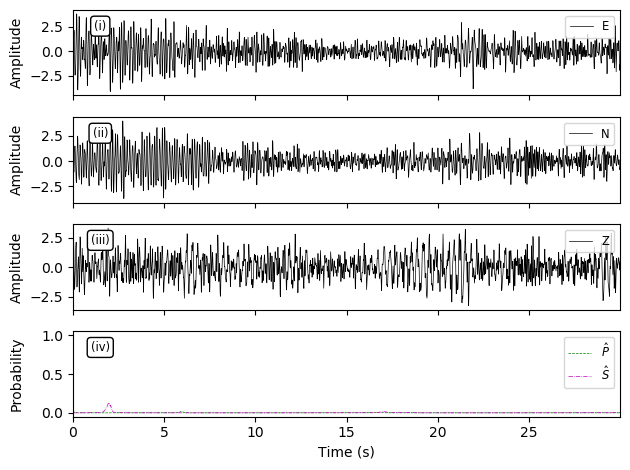 Amplitude
2.5
0.0
−2.5
(i)
E
Amplitude
2.5
0.0
−2.5
(ii)
N
Amplitude
2.5
0.0
−2.5
(iii)
Z
Probability
1.0
0.5
0.0
(iv)
P̂
Ŝ
0 5 10 15 20 25
Time (s)